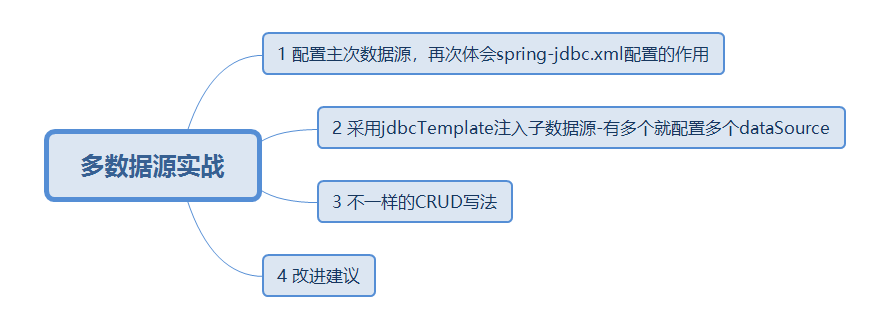 1 配置主次数据源，再次体会spring-jdbc.xml配置的作用
2 采用jdbcTemplate注入子数据源-有多个就配置多个dataSource
多数据源实战
3 不一样的CRUD写法
4 改进建议